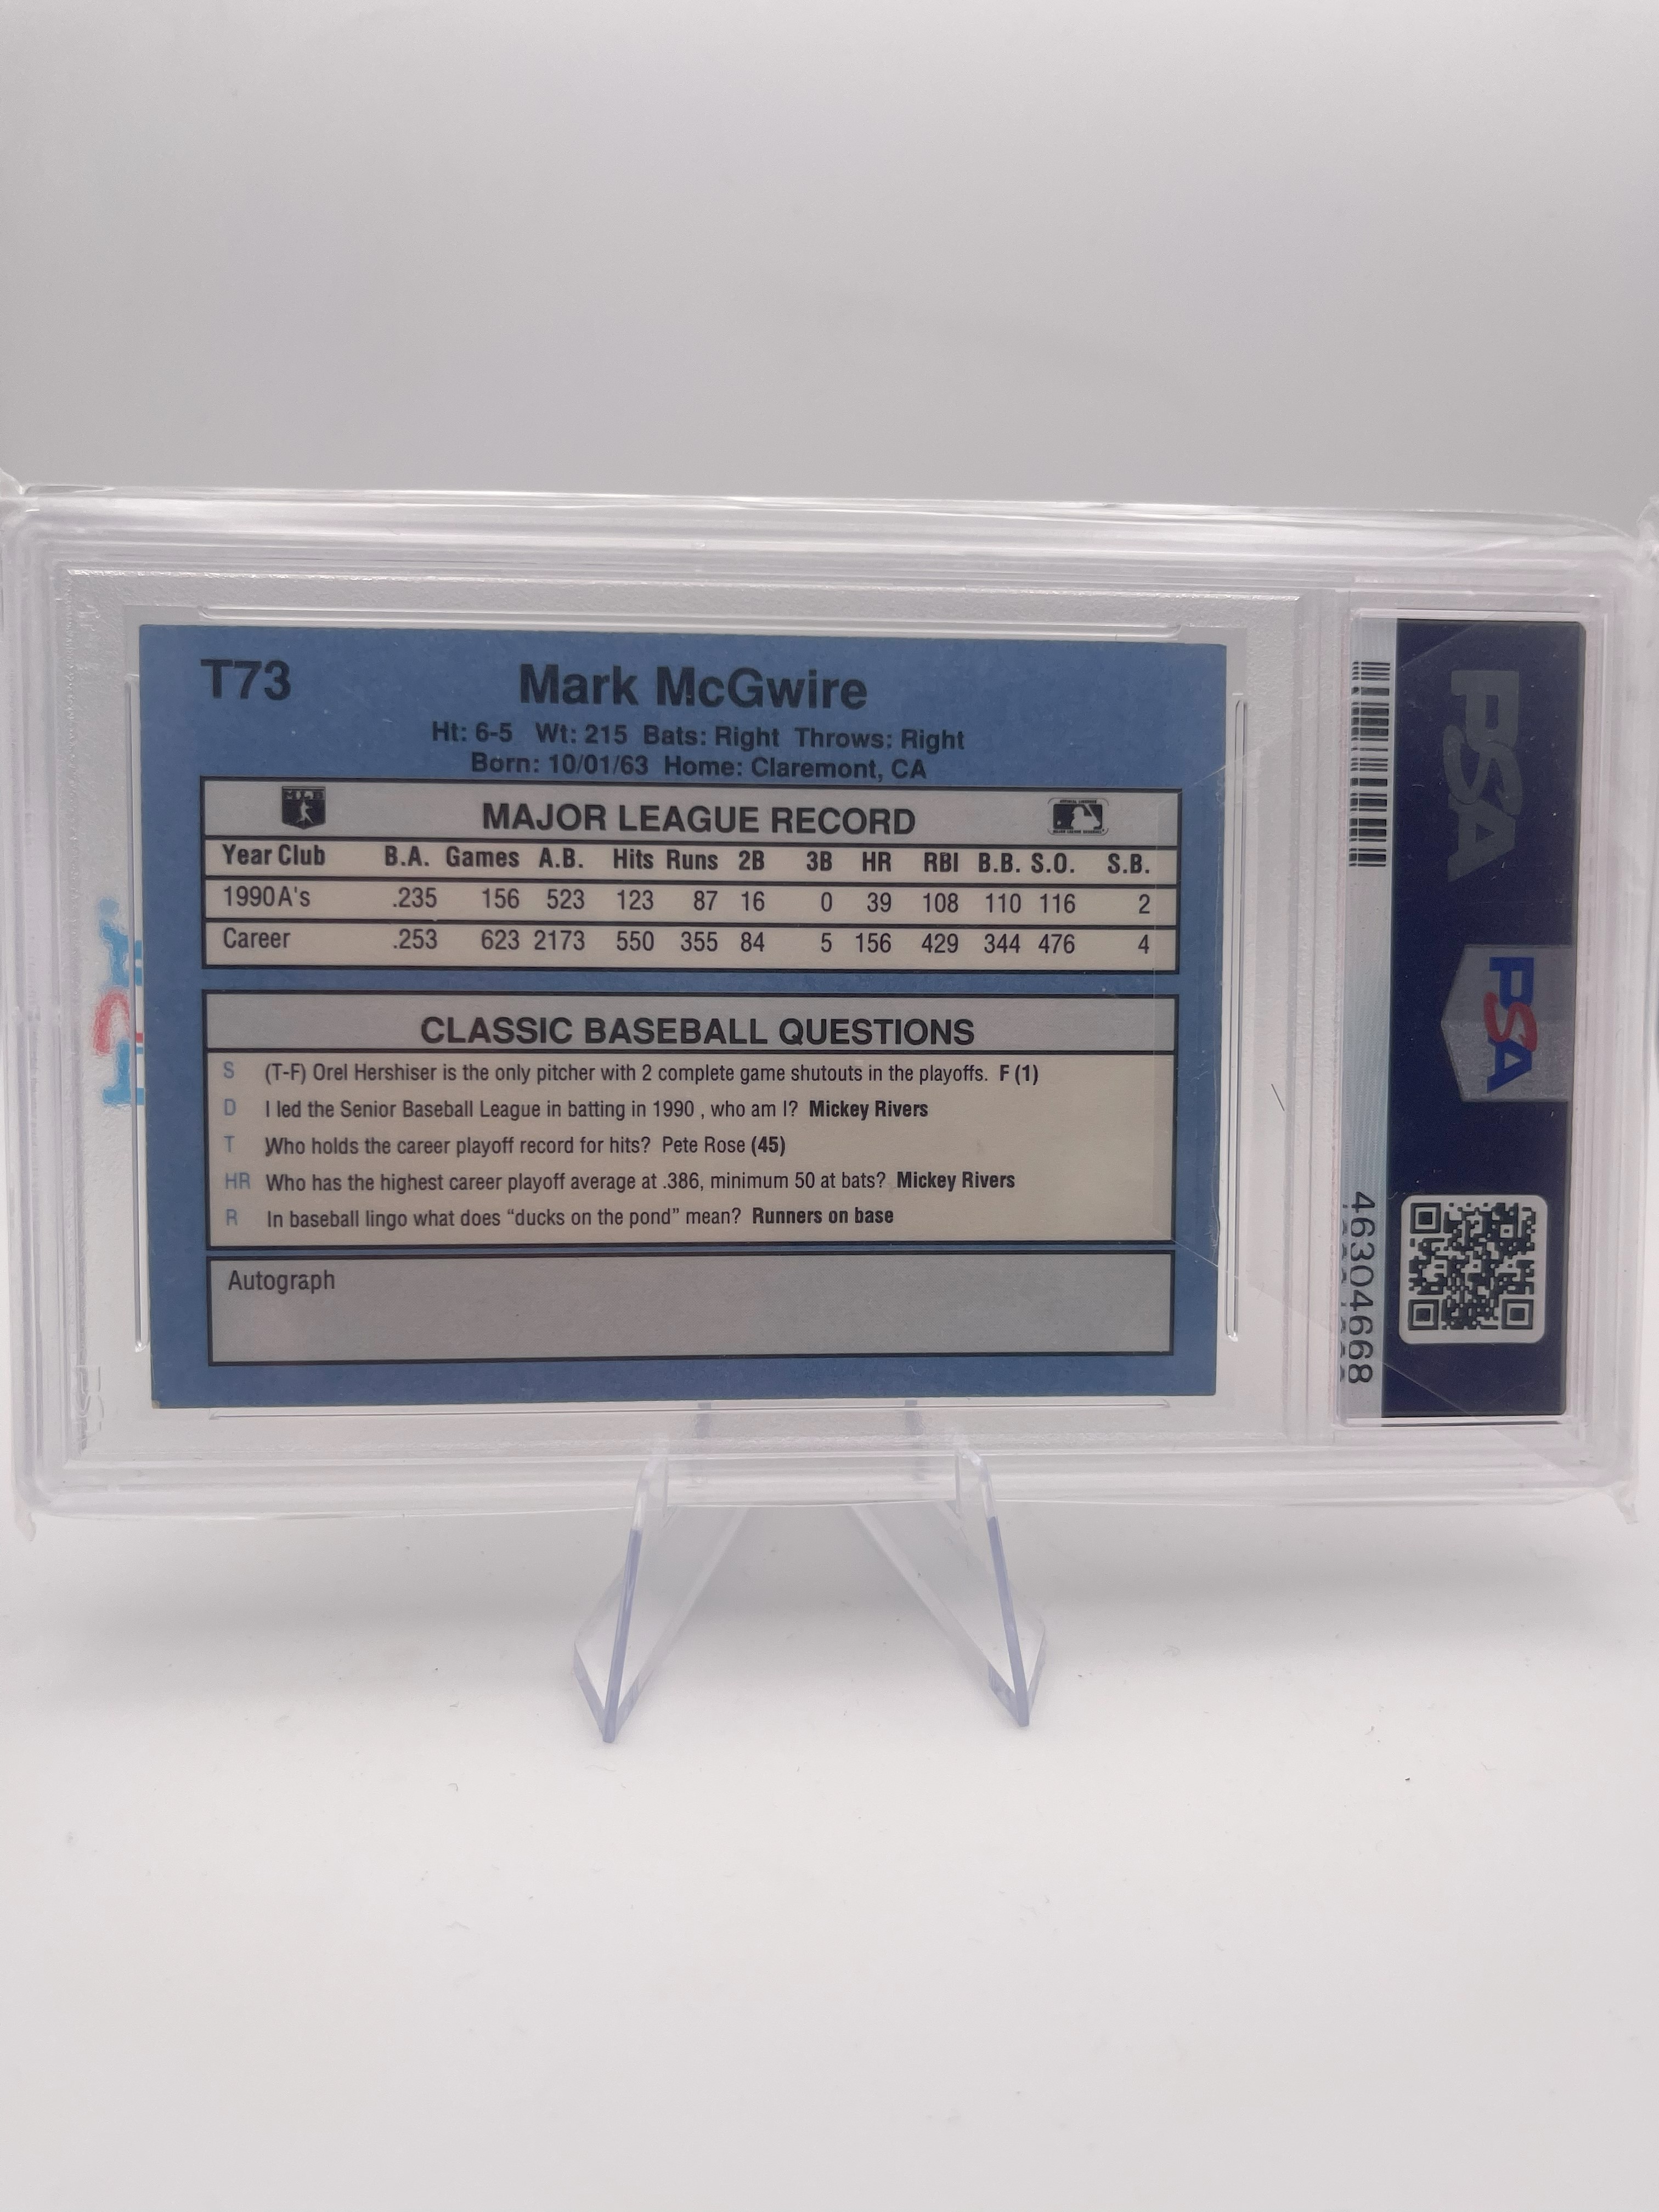 T73
Mark McGwire
Ht: 6-5 Wt: 215 Bats: Right Throws: Right
Born: 10/01/63 Home: Claremont, CA
MAJOR LEAGUE RECORD
Year Club B.A. Games A.B. Hits Runs 2B 3B HR RBI B.B. S.O. S.B.
1990 A's .235 156 523 123 87 16 0 39 108 110 116 2
Career .253 623 2173 550 355 84 5 156 429 344 476 4
CLASSIC BASEBALL QUESTIONS
S (T-F) Orel Hershiser is the only pitcher with 2 complete game shutouts in the playoffs. F (1)
D I led the Senior Baseball League in batting in 1990 , who am I? Mickey Rivers
T Who holds the career playoff record for hits? Pete Rose (45)
HR Who has the highest career playoff average at .386, minimum 50 at bats? Mickey Rivers
R In baseball lingo what does “ducks on the pond” mean? Runners on base
Autograph
PSA
PSA
46304668